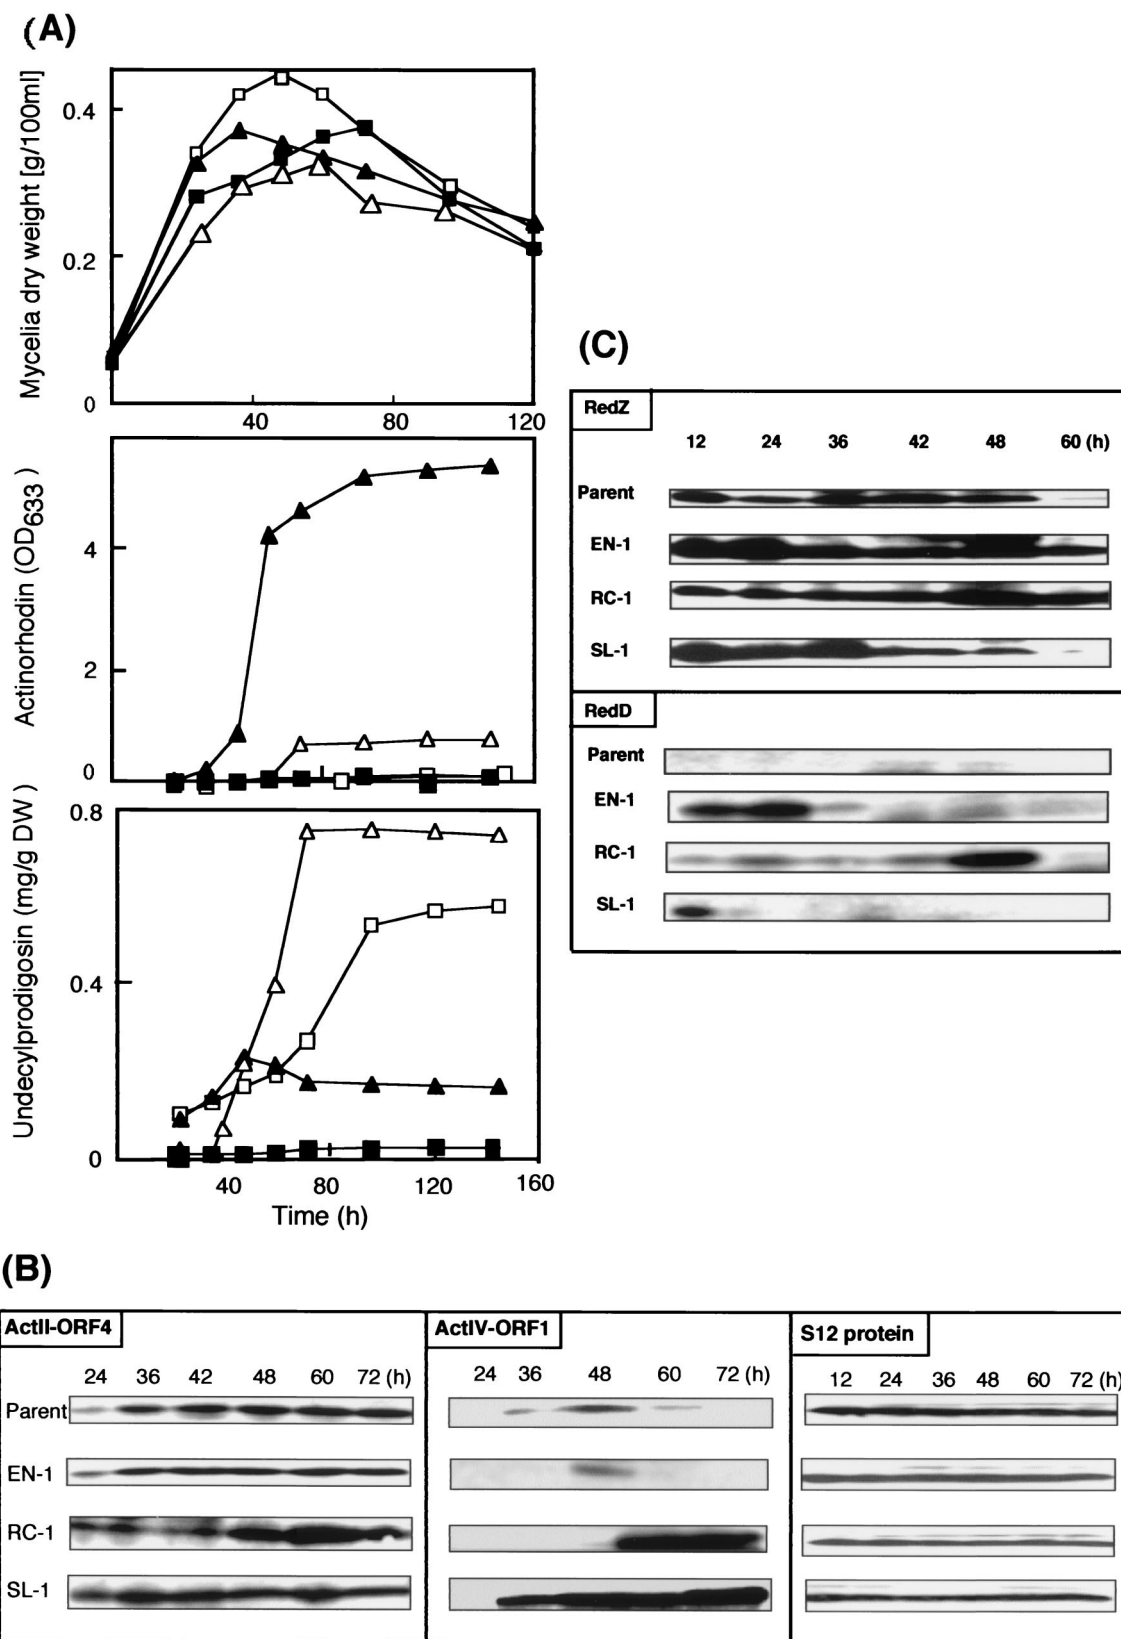 (A)
Mycelia dry weight [g/100ml]
0.4
0.2
0
40 80 120
Actinorhodin (OD633)
4
2
0
Undecylprodigosin (mg/g DW)
0.8
0.4
0
40 80 120 160
Time (h)
(C)
RedZ
12 24 36 42 48 60 (h)
Parent
EN-1
RC-1
SL-1
RedD
Parent
EN-1
RC-1
SL-1
(B)
ActII-ORF4
24 36 42 48 60 72 (h)
Parent
EN-1
RC-1
SL-1
ActIV-ORF1
24 36 48 60 72 (h)
S12 protein
12 24 36 48 60 72 (h)